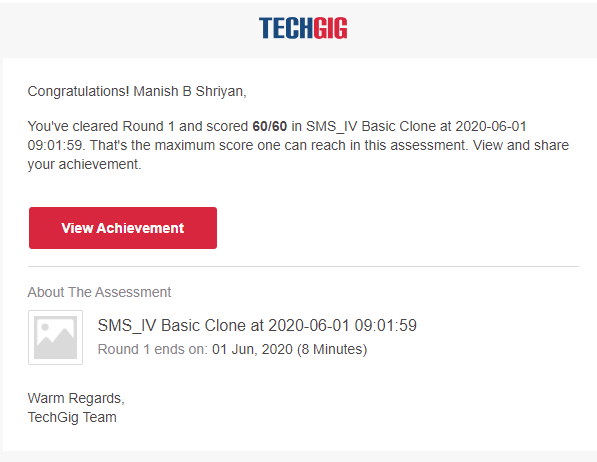 TECHGIG
Congratulations! Manish B Shriyan,
You've cleared Round 1 and scored 60/60 in SMS_IV Basic Clone at 2020-06-01
09:01:59. That's the maximum score one can reach in this assessment. View and share
your achievement.
View Achievement
About The Assessment
SMS_IV Basic Clone at 2020-06-01 09:01:59
Round 1 ends on: 01 Jun, 2020 (8 Minutes)
Warm Regards,
TechGig Team